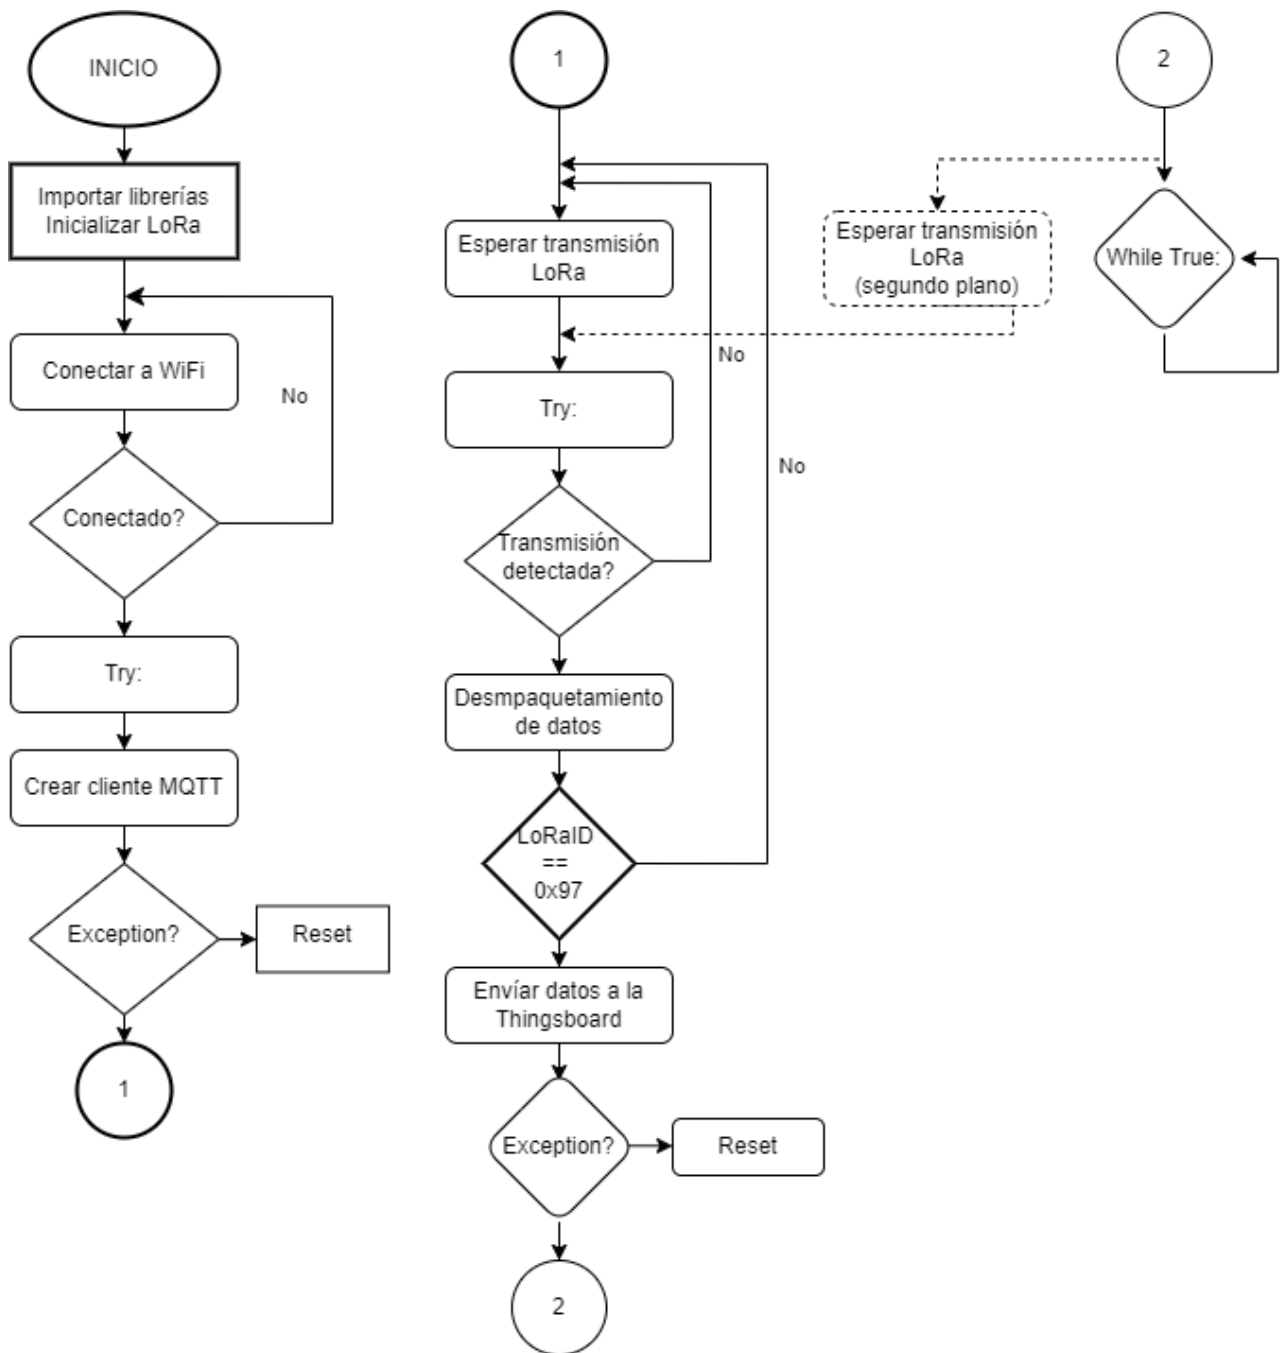 INICIO
Importar librerías
Inicializar LoRa
Conectar a WiFi
No
Conectado?
Try:
Crear cliente MQTT
Exception?
Reset
1
1
Esperar transmisión
LoRa
No
Try:
No
Transmisión
detectada?
Desmpaquetamiento
de datos
LoRaID
==
0x97
Envíar datos a la
Thingsboard
Exception?
Reset
2
2
Esperar transmisión
LoRa
(segundo plano)
While True: